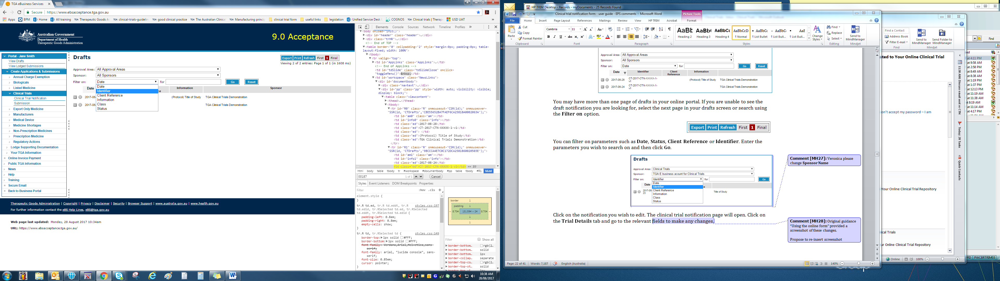 TGA eBusiness Services
Secure https://www.ebsacceptance.tga.gov.au
Apps BPM Home All training TGA Therapeutic Goods Ac TGA clinical-trials-guidelin TGA good clinical practice TGA The Australian Clinica TGA Manufacturing princip clinical trial form useful links legislation Unified Service Desk COGNOS TGA Clinical trials | Therap USD UAT »
Australian Government
Department of Health
Therapeutic Goods Administration
9.0 Acceptance
Portal - Jane Smith
View Drafts
View Lodged Submissions
Create Applications & Submissions
Annual Charge Exemption
Biologicals
Listed Medicine
Clinical Trials
Clinical Trial Notification
Submission
Export Only Medicine
Manufacturers
Medical Device
Medicine Shortages
Non-Prescription Medicines
Prescription Medicine
Regulatory Actions
Lodge Supporting Documentation
Your TGA Information
Online Invoice Payment
Public TGA Information
News
Help
Training
Secure Email
Back to Business Portal
Drafts
Export Print Refresh First 1 Final
Viewing 2 of 2 entries: Page 1 of 1 (in 1608 ms)
Approval Area: All Approval Areas
Sponsor: All Sponsors
Filter on: Date for Go Reset
Date
Identifier
Client Reference
Information
Class
Status
Date ce Information Sponsor
2017-08- (Protocol) Title of Study TGA Clinical Trials Demonstration
2017-08- TGA Clinical Trials Demonstration
Therapeutic Goods Administration | Copyright | Privacy | Disclaimer | Security | Browser Support | www.australia.gov.au | www.health.gov.au
For further information contact the eBS Help Lines, eBS@tga.gov.au
Web page last updated: Monday, 28 August 2017 10:34am
URL: https://www.ebsacceptance.tga.gov.au/
Elements Console Sources Network Timeline Profiles »
<body onload="init()">
<div id="header" class="header">…</div>
<div class="trHR">…</div>
<!-- End of TOP -->
<table border="0" cellpadding="2" style="margin:0px; padding:0px; table-
layout:fixed; width: 100%">
<tbody>
<tr valign="top">
<td id="AppLinks" class="AppLinks">…</td>
<!-- End of AppLinks -->
<td id="tdSlide" class="tdSlideClose" onclick=
"toggleMenu()">&nbsp;</td>
<td id="workspace" class="NewsLinks">
<div id="documentbody">
<div class="navtext">…</div>
<div id="pp" class="pp" style="width: auto; visibility: visible;
display: block;">
<table class="viewcontent">
<thead>…</thead>
<tbody>
<tr id="R0" class="R" onmouseout="CSR(id);" onmouseover=
"SSR(id, 'CTDrafts','CBE55652BA7FAEF6CA25818A0002063A');">
<td id="am0" class="am"></td>
<td id="info0" class="info"></td>
<td class="ed">2017-08-28</td>
<td class="ed">CT-2017-CTN-XXXXX-1-v1</td>
<td class="ed"> </td>
<td class="ed">(Protocol) Title of Study</td>
<td class="ed">TGA Clinical Trials Demonstration</td>
</tr>
<tr id="R1" class="R" onmouseout="CSR(id);" onmouseover=
"SSR(id, 'CTDrafts','9BCCCA4E7C0C172DCA2581860020503E');">
<td id="am1" class="am"></td>
<td id="info1" class="info"></td>
<td class="ed">2017-08-24</td>
<td class="ed">CT-2017-CTN-XXXXX-1-v1</td> == $0
html body table tbody tr #workspace #documentbody #pp table tbody #R1 td.ed
00187 1 of 1 Cancel
Styles Event Listeners DOM Breakpoints Properties
Filter :hov .cls +
element.style {
}
tr.R td.ed, tr.R td.eddt, tr.R styles.css:197
td.edid, tr.RSelected td.ed, tr.RSelected
td.eddt, tr.RSelected td.edid {
padding-left: 0.8em;
padding-right: 0.8em;
empty-cells: show;
}
tr.R td, tr.RSelected td { styles.css:149
border-top: 1px solid #FFF;
border-bottom: 1px solid #FFF;
font-family: Verdana,Arial,Helvetica,sans-
serif;
font-family: arial, "lucida console", sans-
serif;
font-size: 0.85em;
cursor: pointer;
}
border 1
padding 1
8.704 131.594 × 24 8.704
1
1
Filter Show all
border-bottom… rgb(2…
border-bottom… solid
border-bottom… 1px
border-collap… separate
border-top-co… rgb(2…
border-top-st… solid
10:38 AM
28/08/2017
HP TRIM Desktop - Records - myDocuments - 25 Records Found
Clinical trial notification form - user guide - EPS comments - Microsoft Word
Picture Tools
File Home Insert Page Layout References Mailings Review View HP TRIM Acrobat Format
Paste
Cut
Copy
Format Painter
Clipboard
Cambria 11
Font
Paragraph
Heading 2 Heading 3 Heading 4 ¶ Normal ¶ List Bullet ¶ List Bull... ¶ List Bull...
Change Styles
Styles
Find
Replace
Select
Editing
Send to MindManager
Mindjet
Approval Area: All Approval Areas
Sponsor: All Sponsors
Filter on: Date for Go Reset
Date Identifier Client Reference Information
2017-08-28 CT-2017-CTN-XXXXX-1-v1 (Protocol) Title of Study TGA Clinical Trials Demonstration
2017-08-24 CT-2017-CTN-XXXXX-1-v1 TGA Clinical Trials Demonstration
You may have more than one page of drafts in your online portal. If you are unable to see the
draft notification you are looking for, select the next page in your drafts screen or search using
the Filter on option.
Export Print Refresh First 1 Final
You can filter on parameters such as Date, Status, Client Reference or Identifier. Enter the
parameters you wish to search on and then click Go.
Drafts
Approval Area: Clinical Trials
Sponsor: TGA E business acount for Clinical Trials
Filter on: Identifier for Go
Date
Identifier
Client Reference
Information
Class
Status
Date ce
2017-08-23 Title of Study
Click on the notification you wish to edit. The clinical trial notification page will open. Click on
the Trial Details tab and go to the relevant fields to make any changes.
Comment [MH27]: Veronica please
change Sponsor Name
Comment [MH28]: Original guidance
"Using the online form" provided a
screenshot of these changes.
Propose to re-insert screenshot
Page: 22 of 41 Words: 7,187 English (Australia) 140%
Find a Contact
Address Book
Filter E-mail
Find
Send to MindManager
Send Folder to MindManager
Mindjet
sted to Your Online Clinical Trial
on't accept my password – I am
Your Online Clinical Trial Repository
ical Trials
ur Online Clinical Trial Repository
Online 100%
11:30 AM: Discuss email sent re CTN
Today: 20 Tasks
Quick Contacts
Find
ed
at 4:11 PM
at 9:58 AM
at 2:58 PM
at 8:49 AM
at 1:19 PM
at 1:37 PM
at 12:13 PM
at 11:19 AM
at 11:38 AM
at 8:19 AM
at 11:14 AM
at 4:17 PM
PRD PWCBRTRIM03